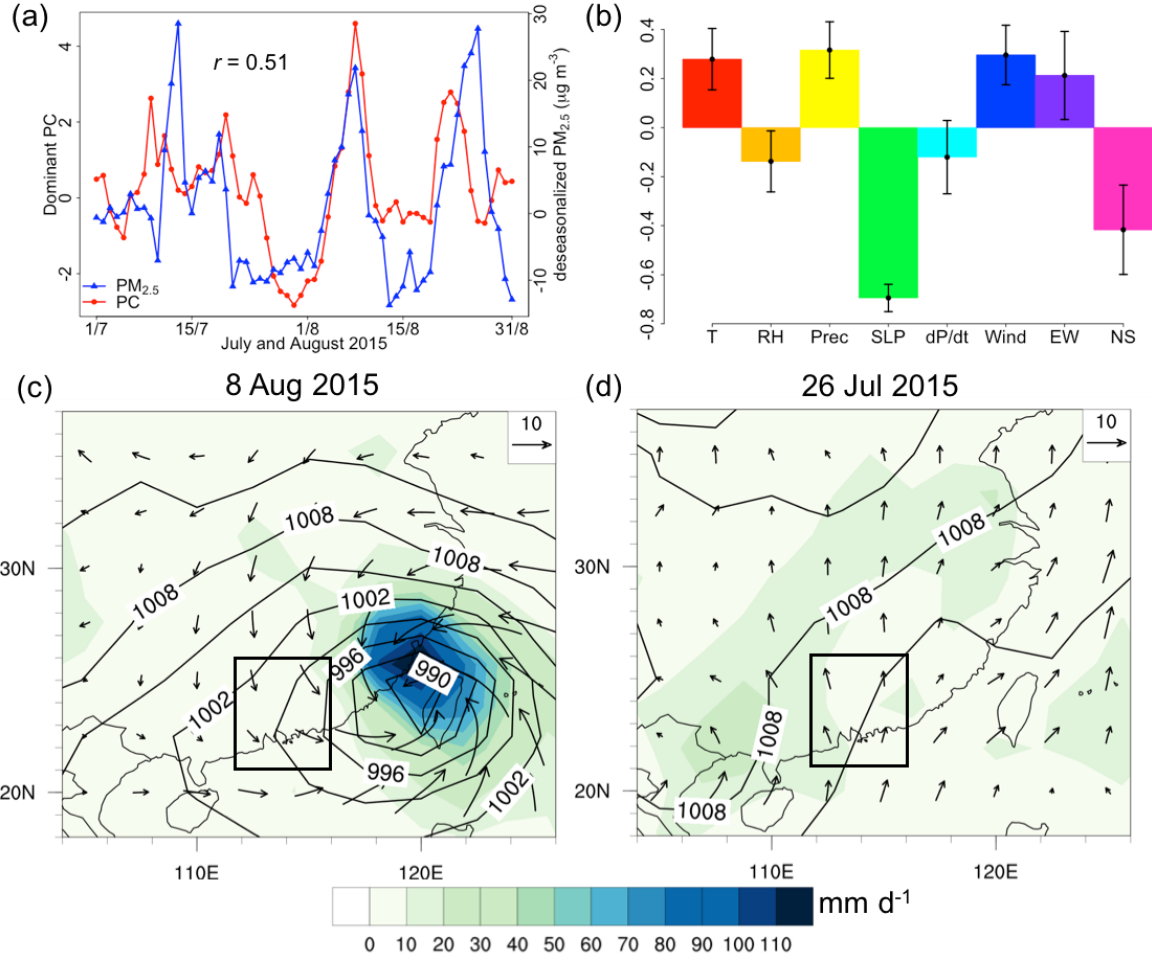 (a)
4
2
0
-2
Dominant PC
r = 0.51
PM2.5
PC
30
20
10
0
-10
deseasonalized PM2.5 (μg m-3)
1/7 15/7 1/8 15/8 31/8
July and August 2015
(b)
0.4
0.2
0.0
-0.2
-0.4
-0.6
-0.8
T RH Prec SLP dP/dt Wind EW NS
(c) 8 Aug 2015
10
1008
1008
1008
1002
996
990
1002
996
1002
30N
20N
110E 120E
(d) 26 Jul 2015
10
1008
1008
1008
1008
30N
20N
110E 120E
0 10 20 30 40 50 60 70 80 90 100 110
mm d-1